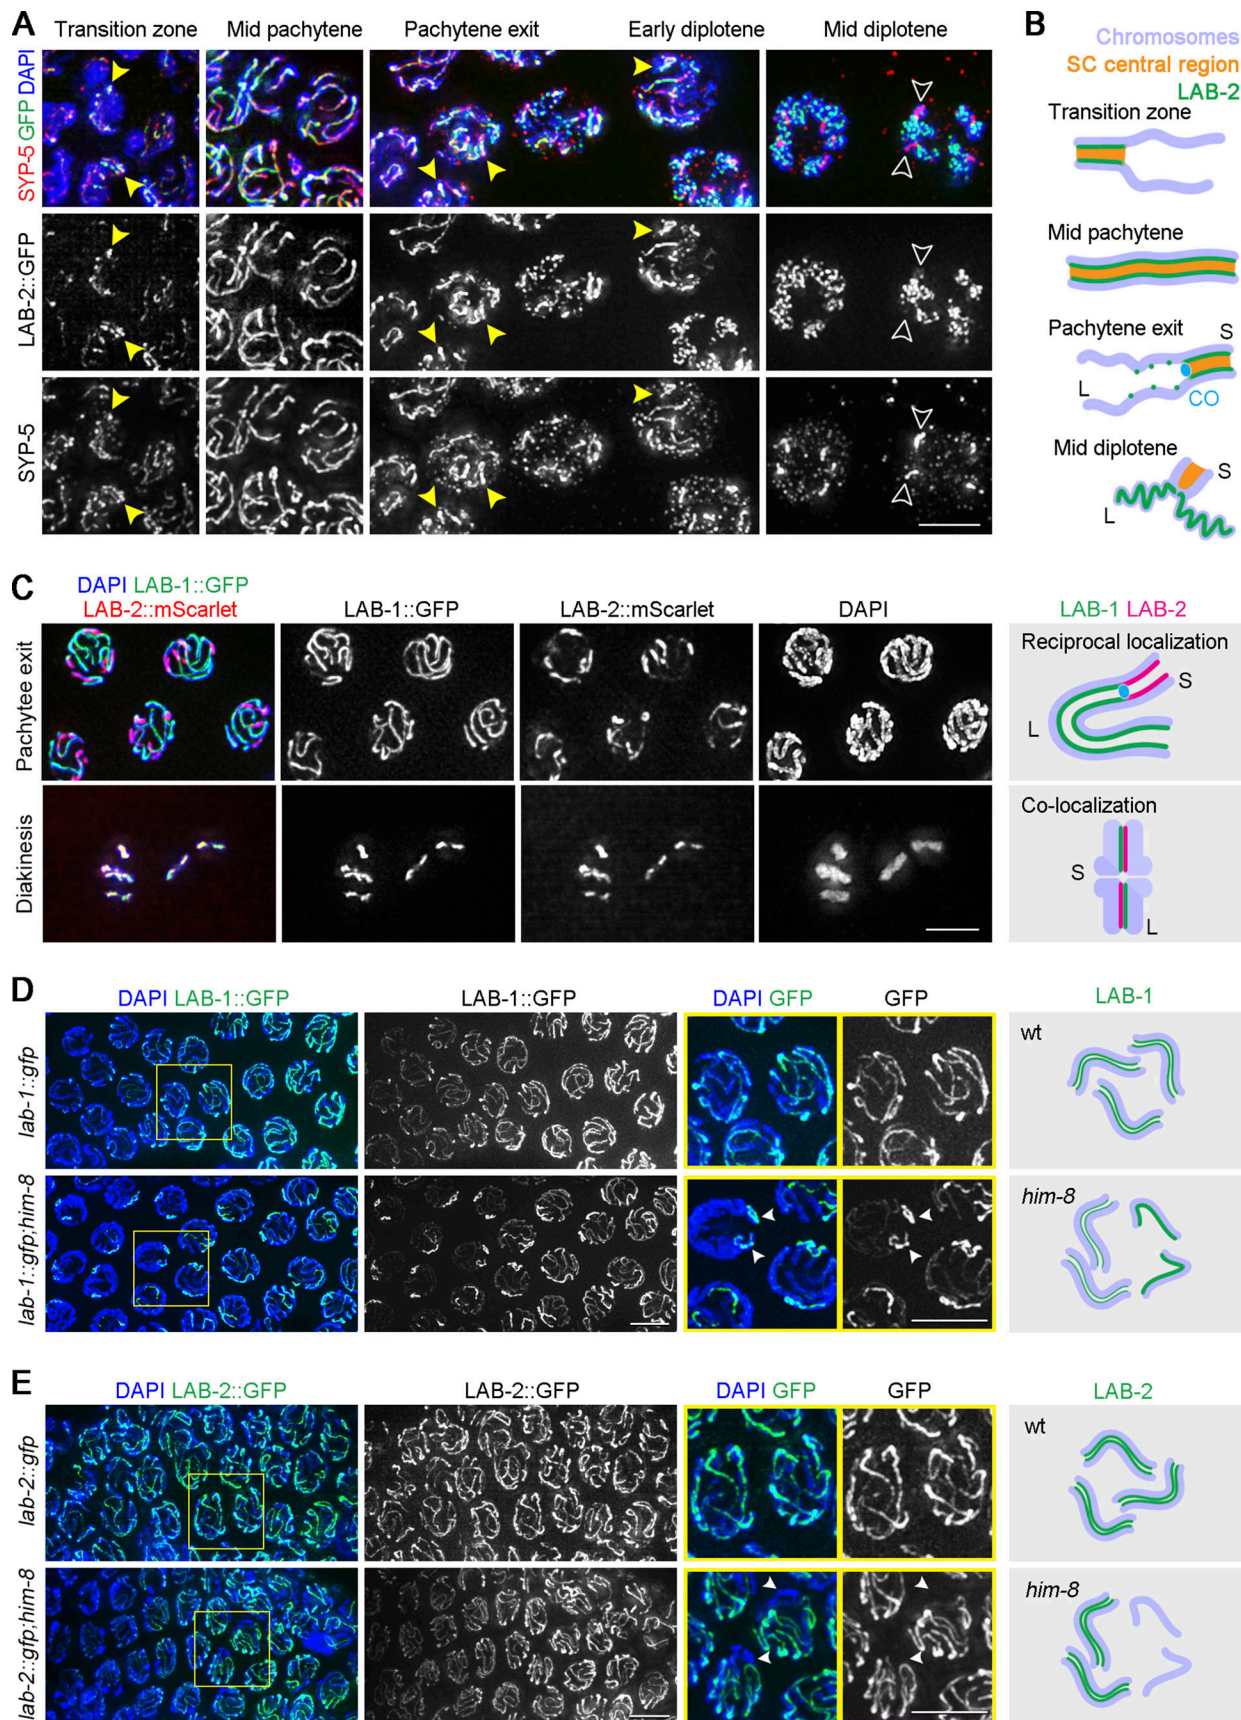 A
Transition zone
Mid pachytene
Pachytene exit
Early diplotene
Mid diplotene
SYP-5 GFP DAPI
LAB-2::GFP
SYP-5
B
Chromosomes
SC central region
LAB-2
Transition zone
Mid pachytene
Pachytene exit
S
L
CO
Mid diplotene
S
L
C
DAPI LAB-1::GFP
LAB-2::mScarlet
LAB-1::GFP
LAB-2::mScarlet
DAPI
LAB-1 LAB-2
Pachytee exit
Reciprocal localization
S
L
Diakinesis
Co-localization
S
L
D
DAPI LAB-1::GFP
LAB-1::GFP
DAPI GFP
GFP
LAB-1
lab-1::gfp
wt
lab-1::gfp;him-8
him-8
E
DAPI LAB-2::GFP
LAB-2::GFP
DAPI GFP
GFP
LAB-2
lab-2::gfp
wt
lab-2::gfp;him-8
him-8